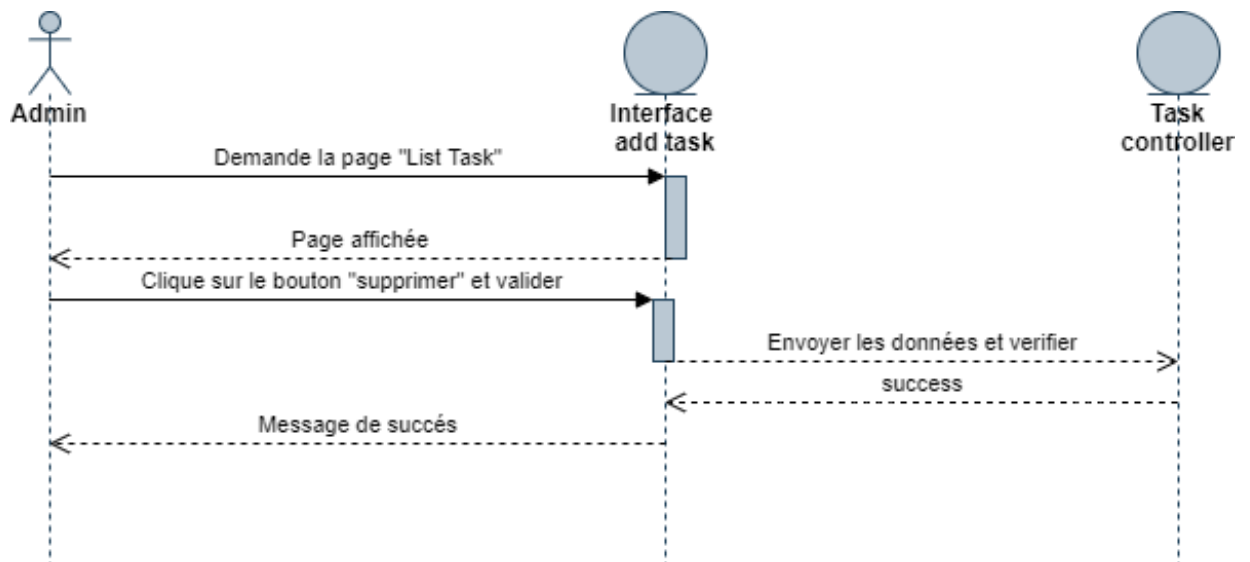 Admin
Interface
add task
Task
controller
Demande la page "List Task"
Page affichée
Clique sur le bouton "supprimer" et valider
Envoyer les données et verifier
success
Message de succés